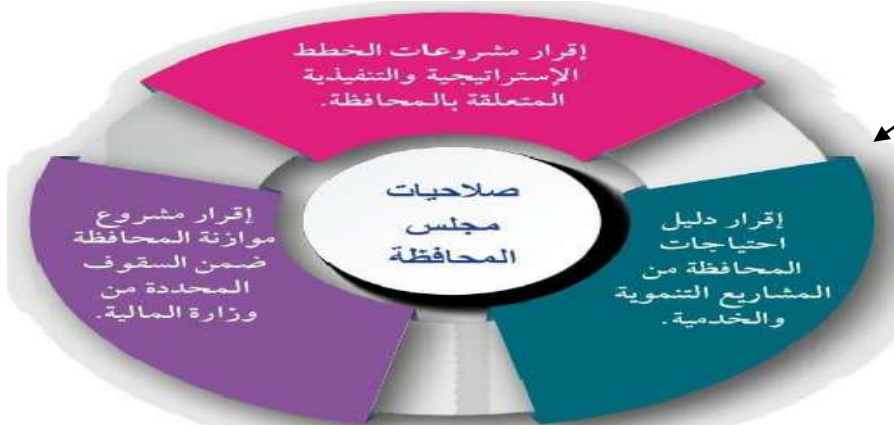 إقرار مشروعات الخطط
الإستراتيجية والتنفيذية
المتعلقة بالمحافظة.
صلاحيات
مجلس
المحافظة
إقرار دليل
احتياجات
المحافظة من
المشاريع التنموية
والخدمية.
إقرار مشروع
موازنة المحافظة
ضمن السقوف
المحددة من
وزارة المالية.